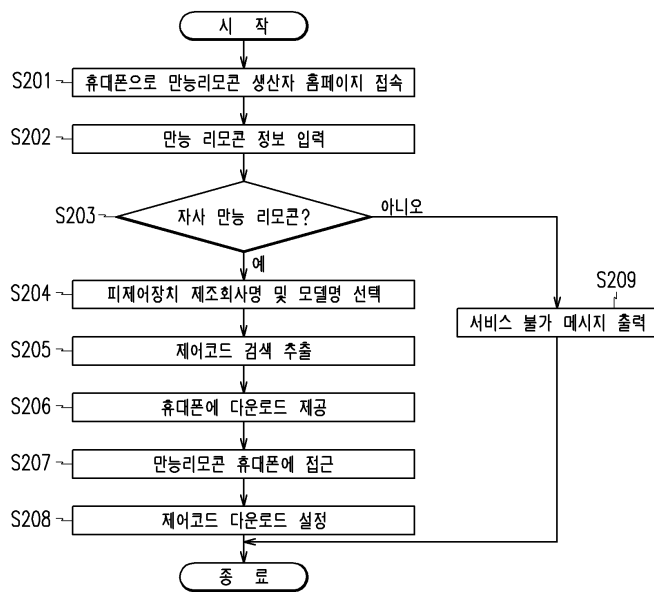 시 작
S201
휴대폰으로 만능리모콘 생산자 홈페이지 접속
S202
만능 리모콘 정보 입력
S203
자사 만능 리모콘?
아니오
예
S204
피제어장치 제조회사명 및 모델명 선택
S209
서비스 불가 메시지 출력
S205
제어코드 검색 추출
S206
휴대폰에 다운로드 제공
S207
만능리모콘 휴대폰에 접근
S208
제어코드 다운로드 설정
종 료